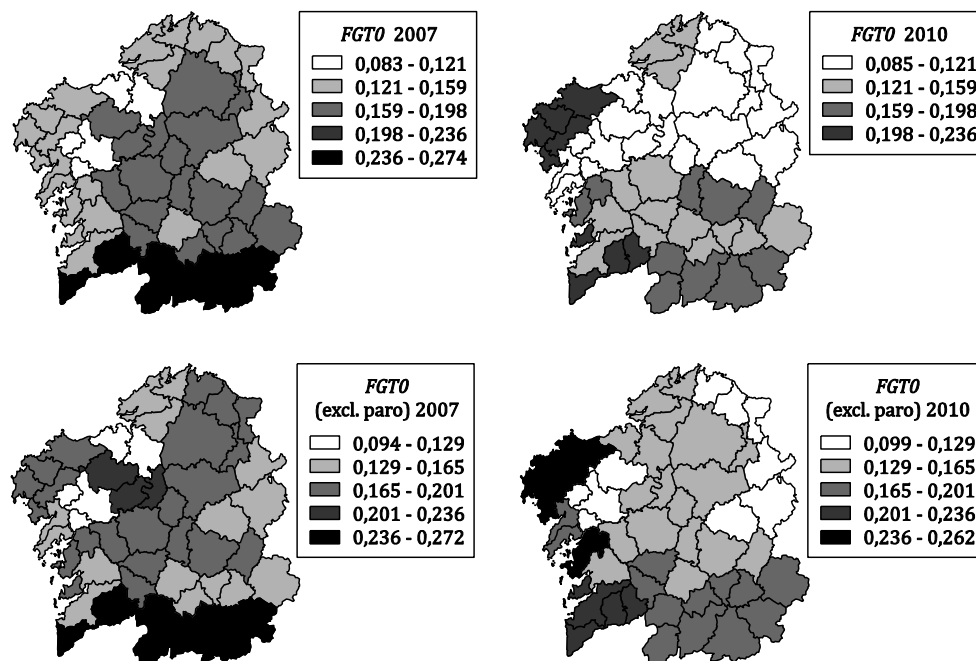 FGT0 2007
0,083 - 0,121
0,121 - 0,159
0,159 - 0,198
0,198 - 0,236
0,236 - 0,274
FGT0 2010
0,085 - 0,121
0,121 - 0,159
0,159 - 0,198
0,198 - 0,236
FGT0
(excl. paro) 2007
0,094 - 0,129
0,129 - 0,165
0,165 - 0,201
0,201 - 0,236
0,236 - 0,272
FGT0
(excl. paro) 2010
0,099 - 0,129
0,129 - 0,165
0,165 - 0,201
0,201 - 0,236
0,236 - 0,262